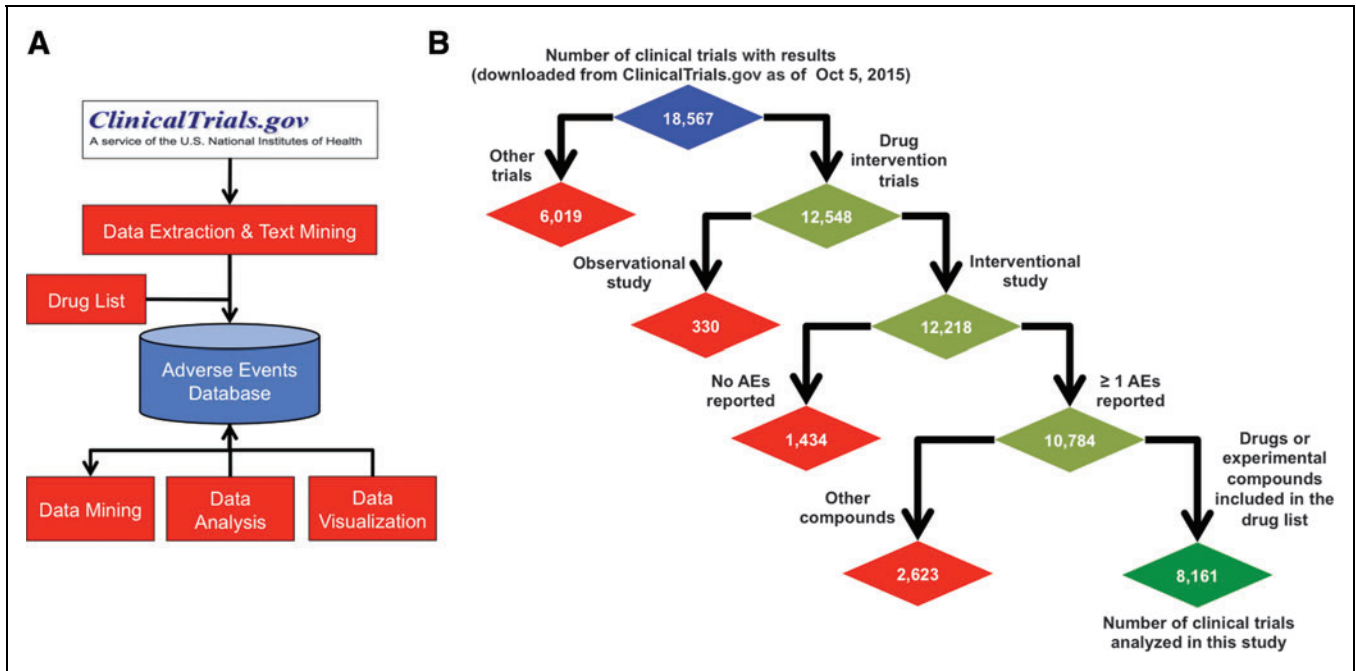 A
ClinicalTrials.gov
A service of the U.S. National Institutes of Health
Data Extraction & Text Mining
Drug List
Adverse Events
Database
Data Mining
Data
Analysis
Data
Visualization
B
Number of clinical trials with results
(downloaded from ClinicalTrials.gov as of Oct 5, 2015)
18,567
Other
trials
Drug
intervention
trials
6,019
12,548
Observational
study
Interventional
study
330
12,218
No AEs
reported
≥ 1 AEs
reported
1,434
10,784
Other
compounds
Drugs or
experimental
compounds
included in the
drug list
2,623
8,161
Number of clinical trials
analyzed in this study